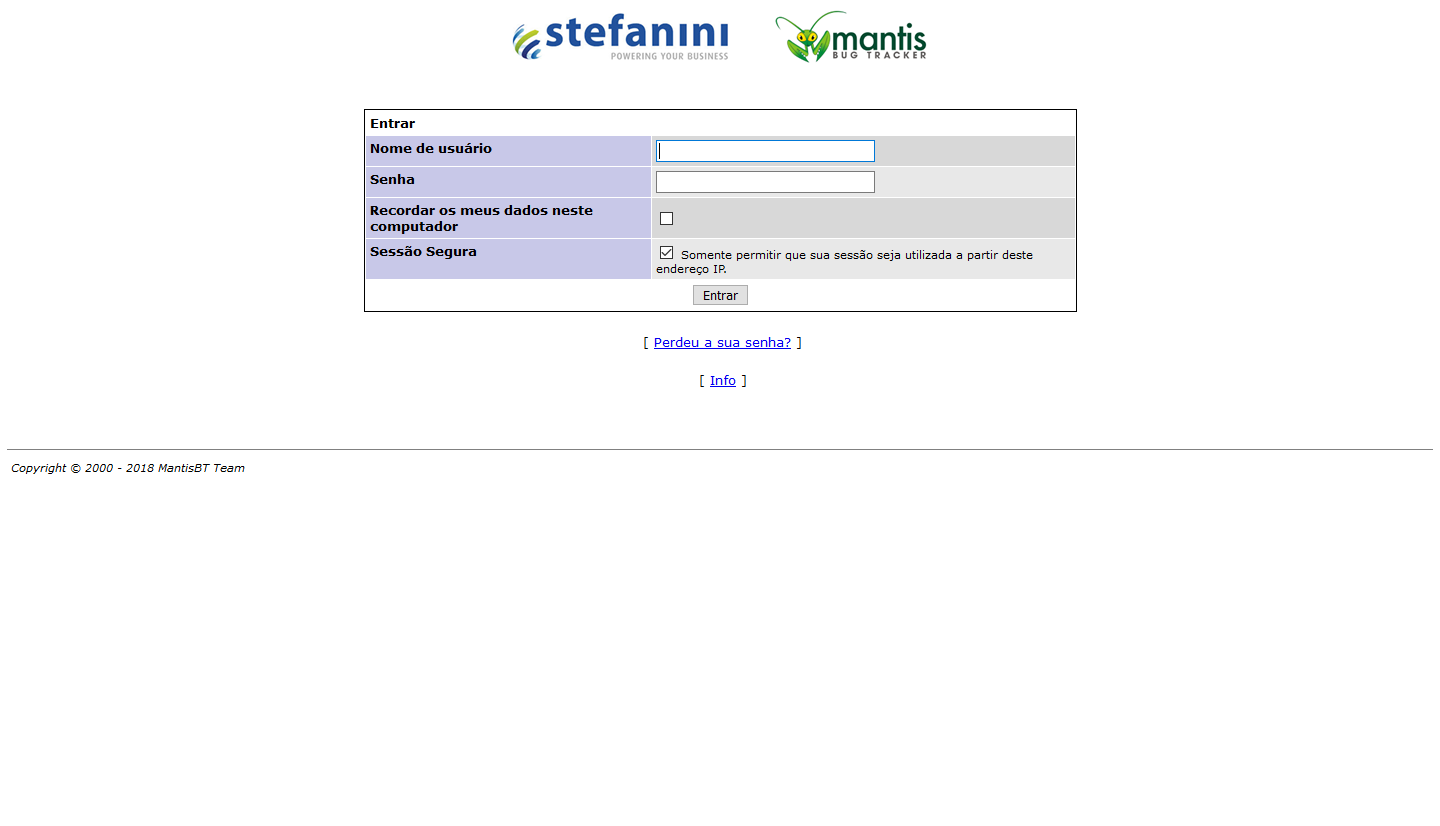 stefanini
POWERING YOUR BUSINESS
mantis
BUG TRACKER
Entrar
Nome de usuário
Senha
Recordar os meus dados neste
computador
Sessão Segura
Somente permitir que sua sessão seja utilizada a partir deste
endereço IP.
Entrar
[ Perdeu a sua senha? ]
[ Info ]
Copyright © 2000 - 2018 MantisBT Team